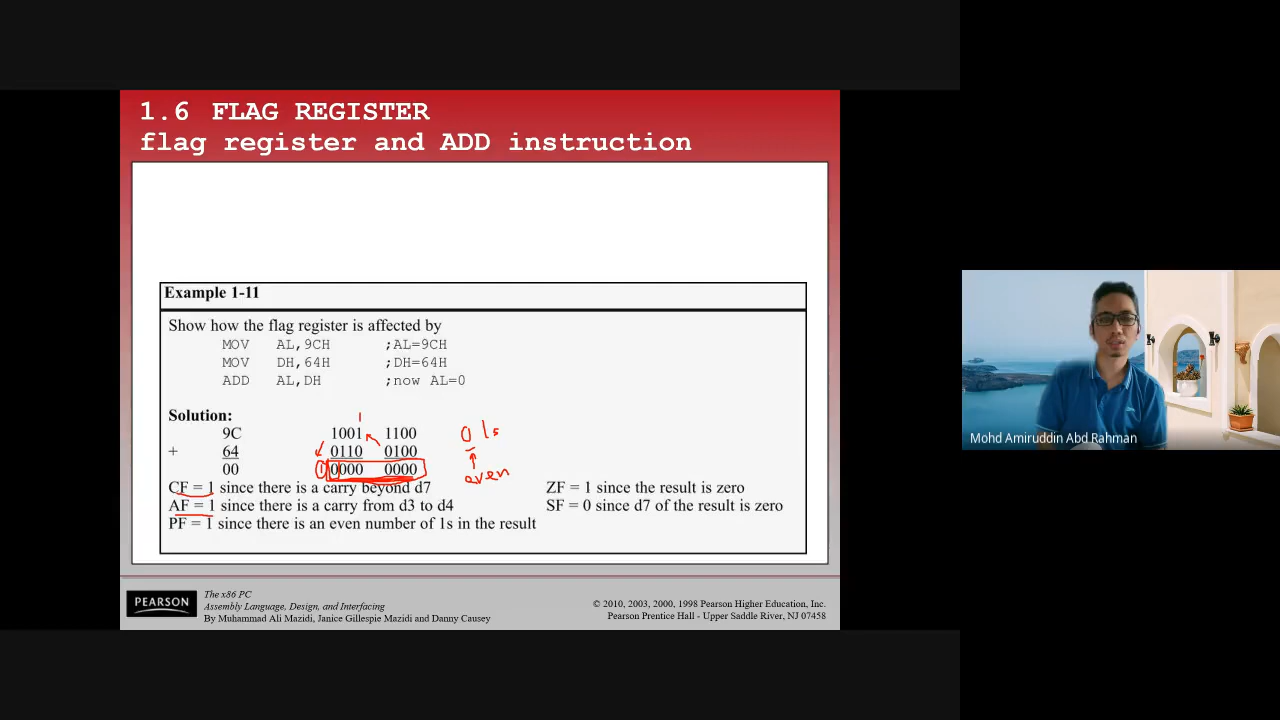 1.6 FLAG REGISTER
flag register and ADD instruction
Example 1-11
Show how the flag register is affected by
MOV AL,9CH ;AL=9CH
MOV DH,64H ;DH=64H
ADD AL,DH ;now AL=0
Solution:
1
9C 1001 1100
+ 64 0110 0100
00 1 0000 0000
0 1s
even
CF = 1 since there is a carry beyond d7
AF = 1 since there is a carry from d3 to d4
PF = 1 since there is an even number of 1s in the result
ZF = 1 since the result is zero
SF = 0 since d7 of the result is zero
PEARSON
The x86 PC
Assembly Language, Design, and Interfacing
By Muhammad Ali Mazidi, Janice Gillespie Mazidi and Danny Causey
© 2010, 2003, 2000, 1998 Pearson Higher Education, Inc.
Pearson Prentice Hall - Upper Saddle River, NJ 07458
Mohd Amiruddin Abd Rahman